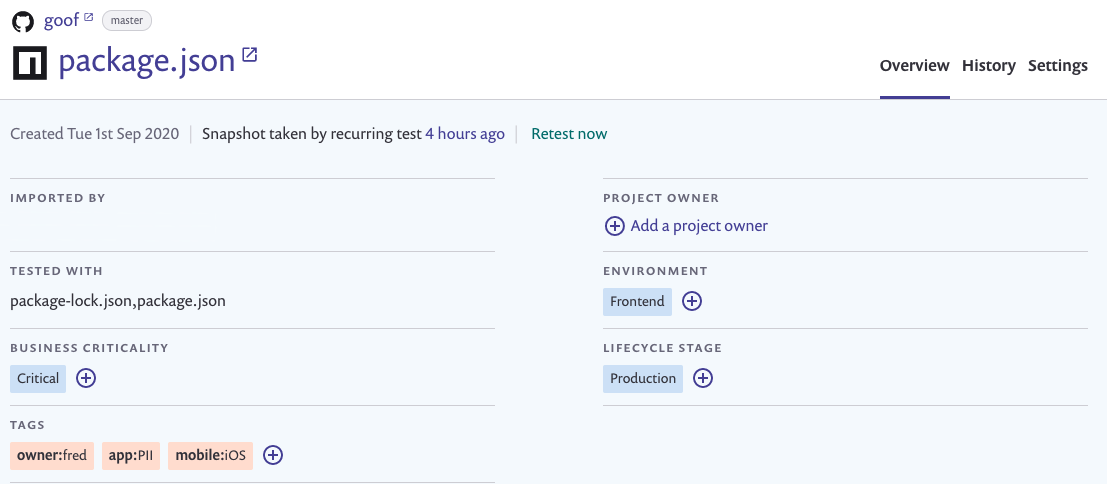 goof master
package.json
Overview History Settings
Created Tue 1st Sep 2020 Snapshot taken by recurring test 4 hours ago Retest now
IMPORTED BY
PROJECT OWNER
Add a project owner
TESTED WITH
package-lock.json,package.json
ENVIRONMENT
Frontend
BUSINESS CRITICALITY
Critical
LIFECYCLE STAGE
Production
TAGS
owner:fred app:PII mobile:iOS